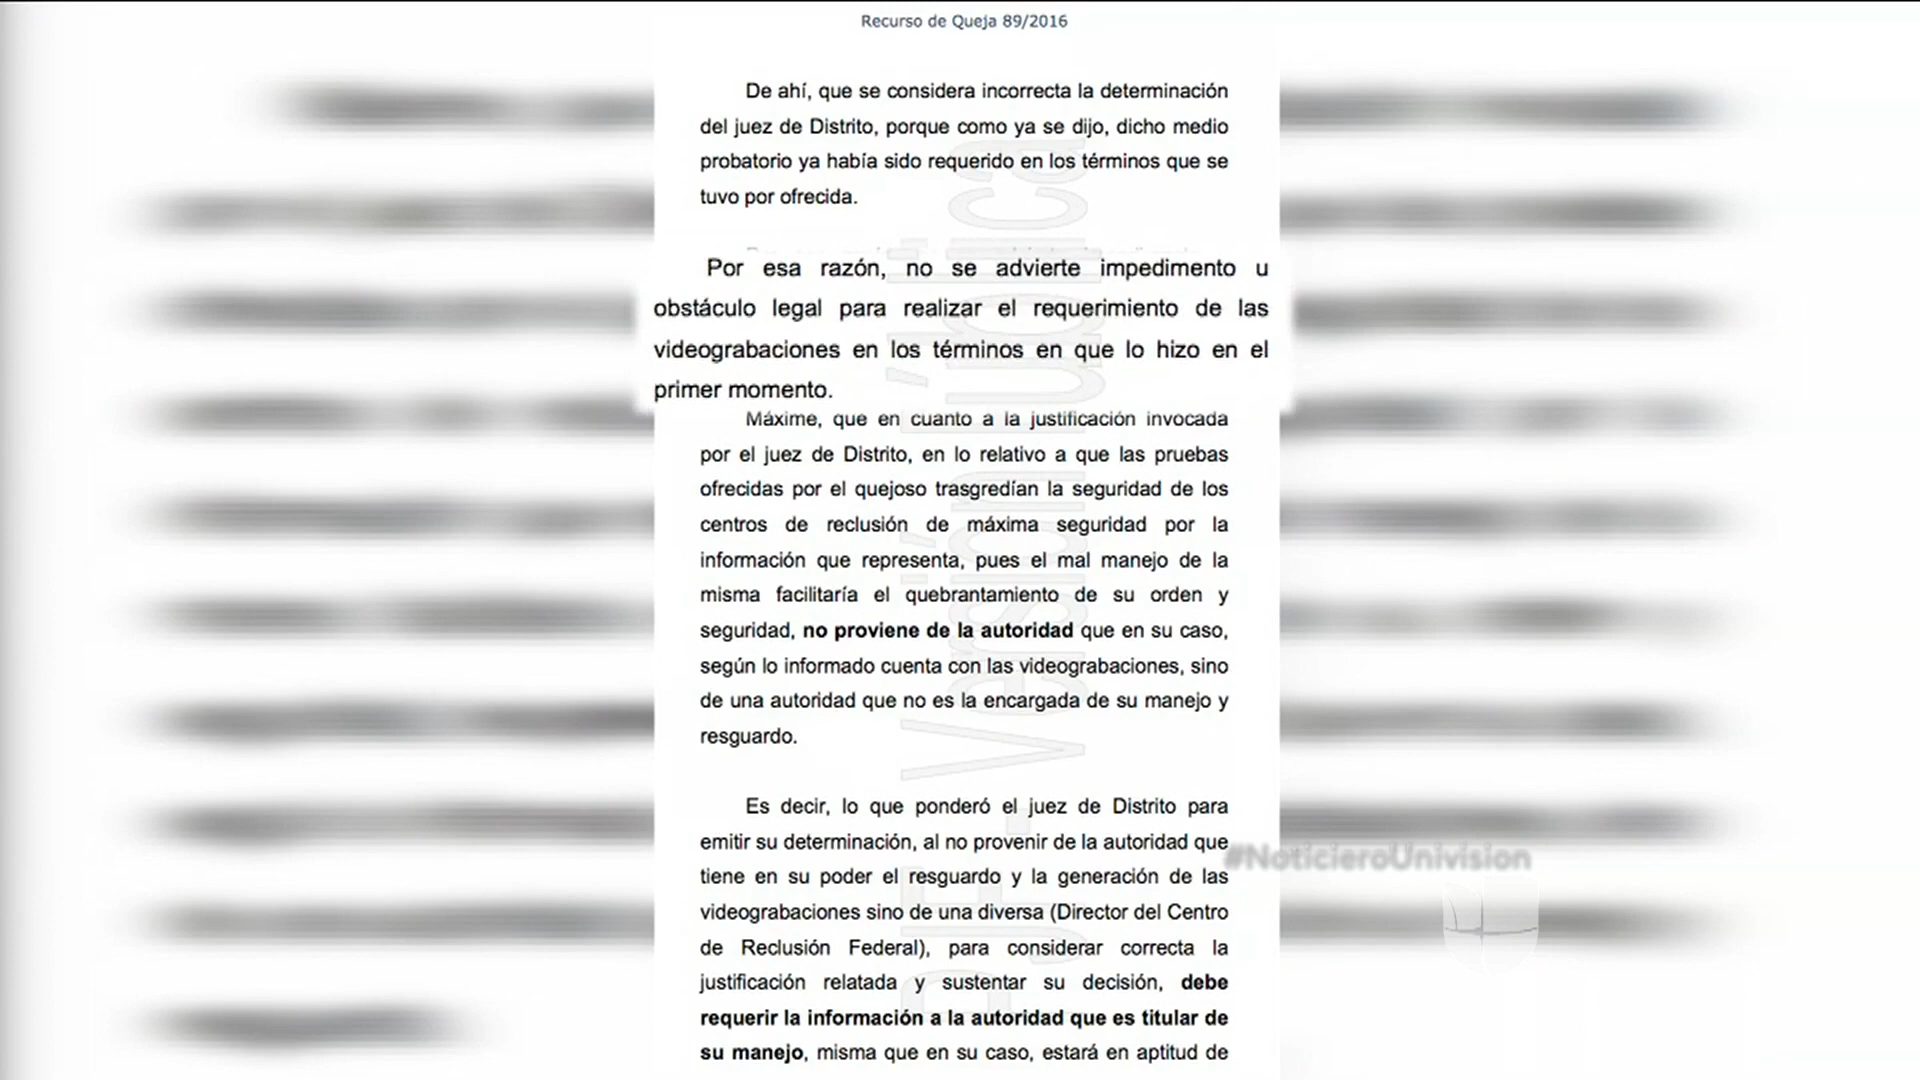 Recurso de Queja 89/2016
De ahí, que se considera incorrecta la determinación
del juez de Distrito, porque como ya se dijo, dicho medio
probatorio ya había sido requerido en los términos que se
tuvo por ofrecida.
Por esa razón, no se advierte impedimento u
obstáculo legal para realizar el requerimiento de las
videograbaciones en los términos en que lo hizo en el
primer momento.
Máxime, que en cuanto a la justificación invocada
por el juez de Distrito, en lo relativo a que las pruebas
ofrecidas por el quejoso trasgredían la seguridad de los
centros de reclusión de máxima seguridad por la
información que representa, pues el mal manejo de la
misma facilitaría el quebrantamiento de su orden y
seguridad, no proviene de la autoridad que en su caso,
según lo informado cuenta con las videograbaciones, sino
de una autoridad que no es la encargada de su manejo y
resguardo.
Es decir, lo que ponderó el juez de Distrito para
emitir su determinación, al no provenir de la autoridad que
tiene en su poder el resguardo y la generación de las
videograbaciones sino de una diversa (Director del Centro
de Reclusión Federal), para considerar correcta la
justificación relatada y sustentar su decisión, debe
requerir la información a la autoridad que es titular de
su manejo, misma que en su caso, estará en aptitud de
#NoticieroUnivision
PJF - Versión Pública